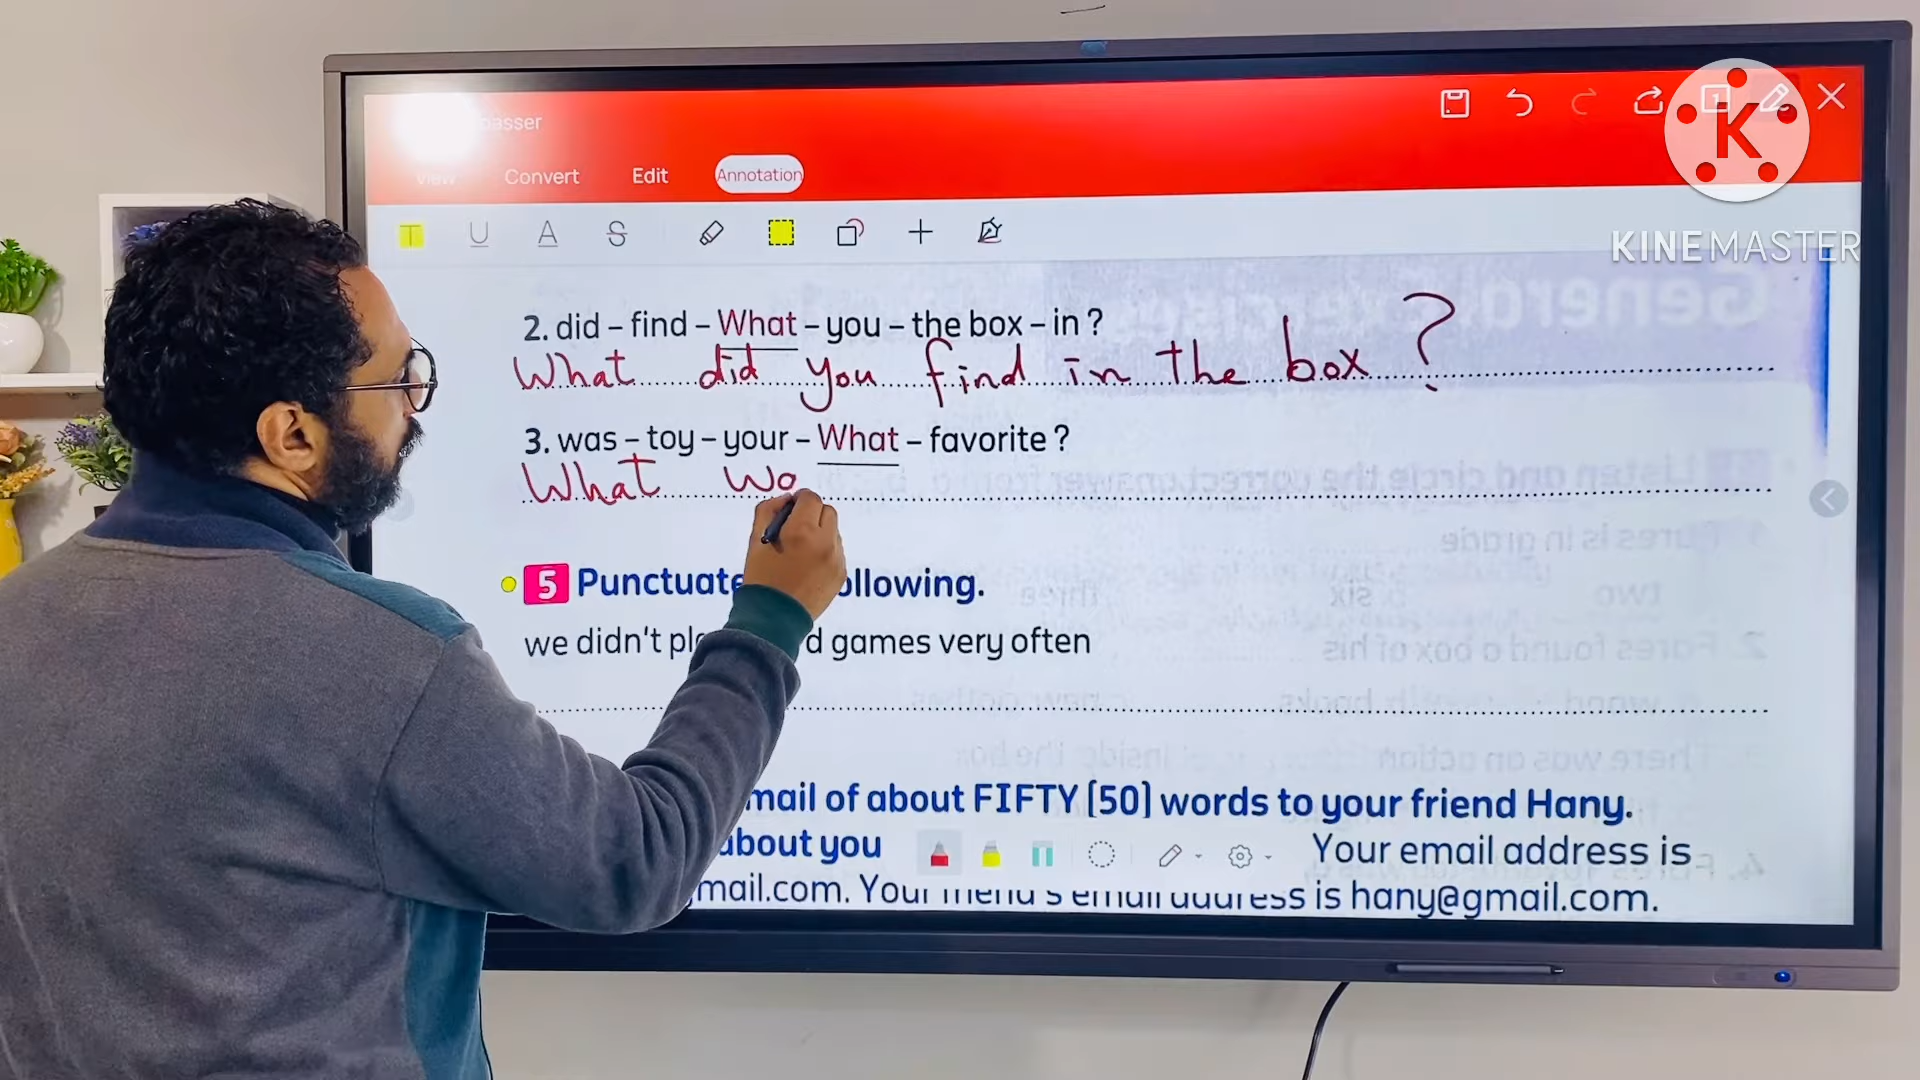 passer
View Convert Edit Annotation
T U A S
K
KINEMASTER
2. did – find – What – you – the box – in ?
What did you find in the box ?
3. was – toy – your – What – favorite ?
What wa
5 Punctuate ollowing.
we didn't pl d games very often
mail of about FIFTY [50] words to your friend Hany.
about you Your email address is
gmail.com. Your friend's email address is hany@gmail.com.